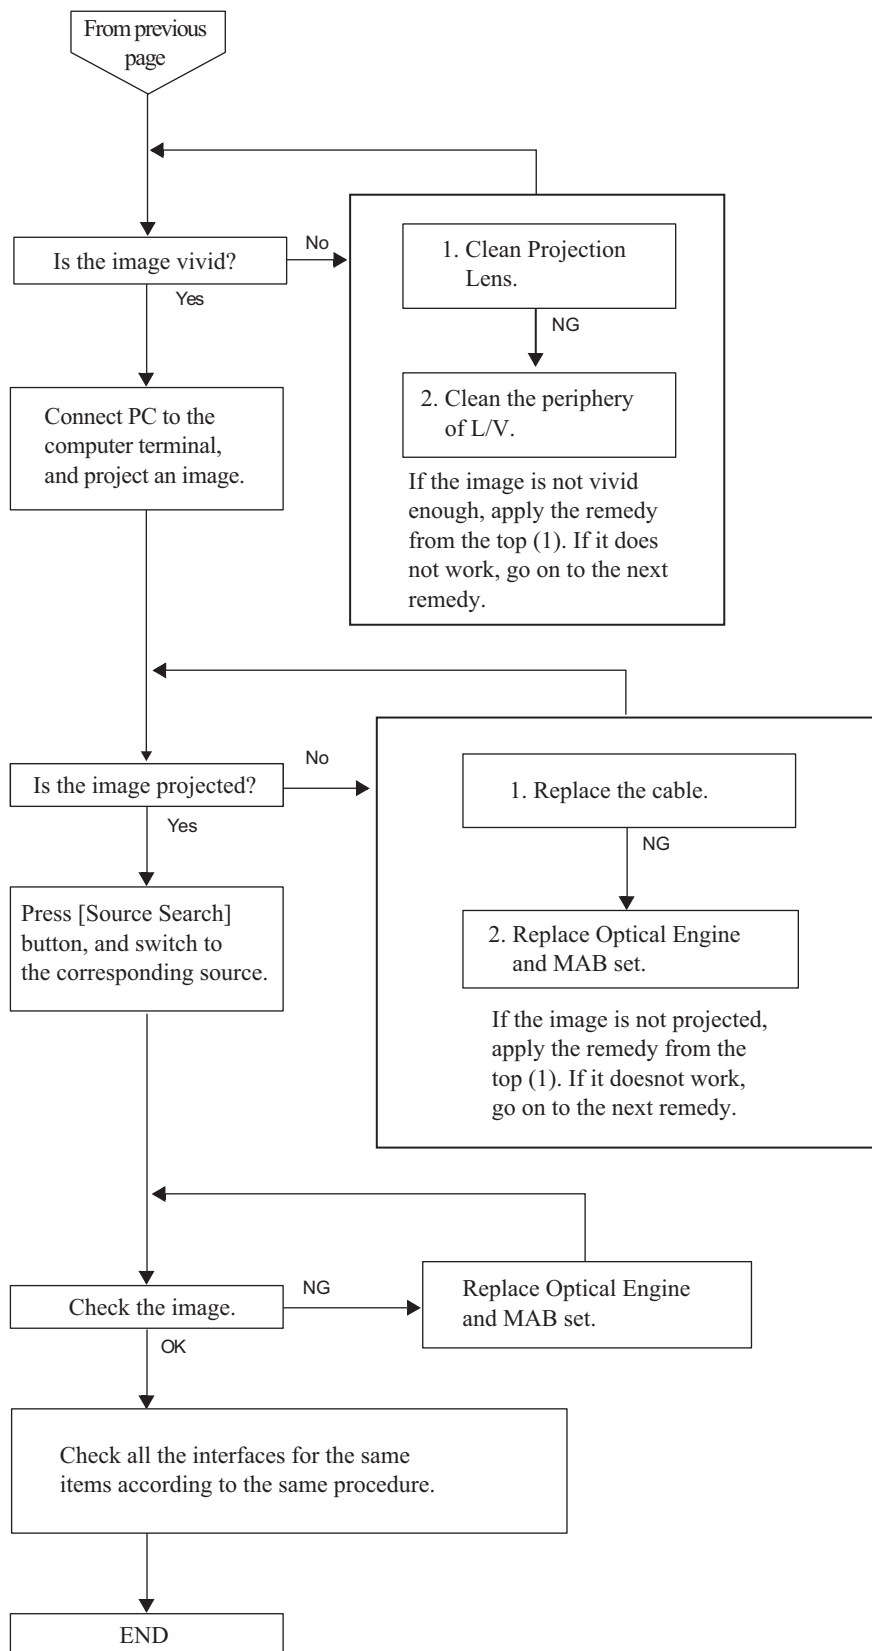 From previous
page
Is the image vivid?
No
Yes
1. Clean Projection
Lens.
NG
2. Clean the periphery
of L/V.
If the image is not vivid
enough, apply the remedy
from the top (1). If it does
not work, go on to the next
remedy.
Connect PC to the
computer terminal,
and project an image.
Is the image projected?
No
Yes
1. Replace the cable.
NG
2. Replace Optical Engine
and MAB set.
If the image is not projected,
apply the remedy from the
top (1). If it doesnot work,
go on to the next remedy.
Press [Source Search]
button, and switch to
the corresponding source.
Check the image.
NG
OK
Replace Optical Engine
and MAB set.
Check all the interfaces for the same
items according to the same procedure.
END